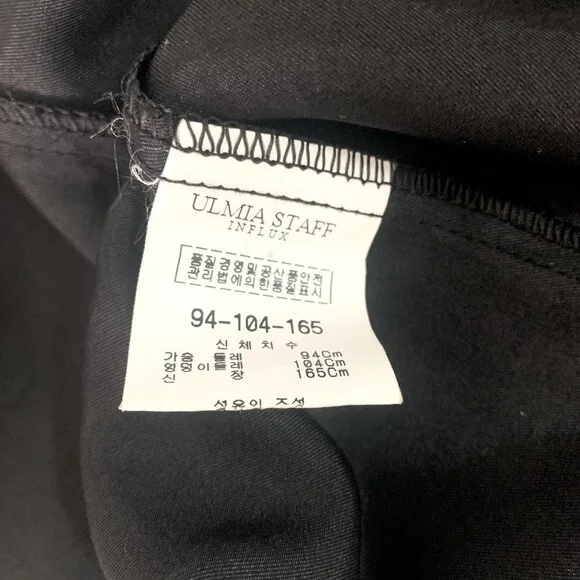 ULMIA STAFF
INFLUX
품질경영및공산품안전
관리법에의한품질표시
94-104-165
신체치수
가슴둘레 94Cm
엉덩이둘레 104Cm
신장 165Cm
섬유의 조성